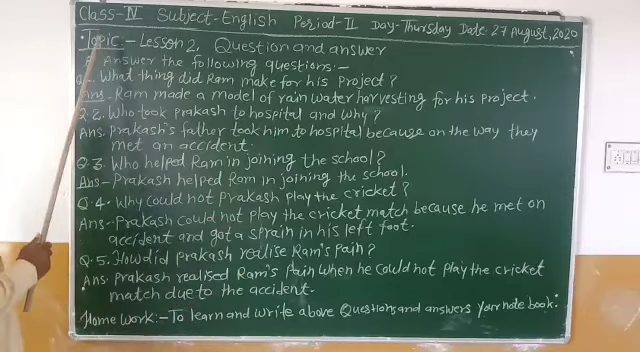 Class-IV Subject-English Period-II Day-Thursday Date 27 August, 2020
Topic - Lesson 2, Question and answer
Answer the following questions:-
What thing did Ram make for his project?
Ans- Ram made a model of rain water harvesting for his project.
Q.2. Who took Prakash to hospital and why?
Ans. Prakash's father took him to hospital because on the way they
met an accident.
Q.3. Who helped Ram in joining the school?
Ans- Prakash helped Ram in joining the school.
Q.4- Why could not Prakash play the cricket?
Ans- Prakash could not play the cricket match because he met on
accident and got a sprain in his left foot.
Q.5. How did Prakash realise Ram's pain?
Ans. Prakash realised Ram's pain when he could not play the cricket
match due to the accident.
Home work:- To learn and write above Questions and answers Your note book.